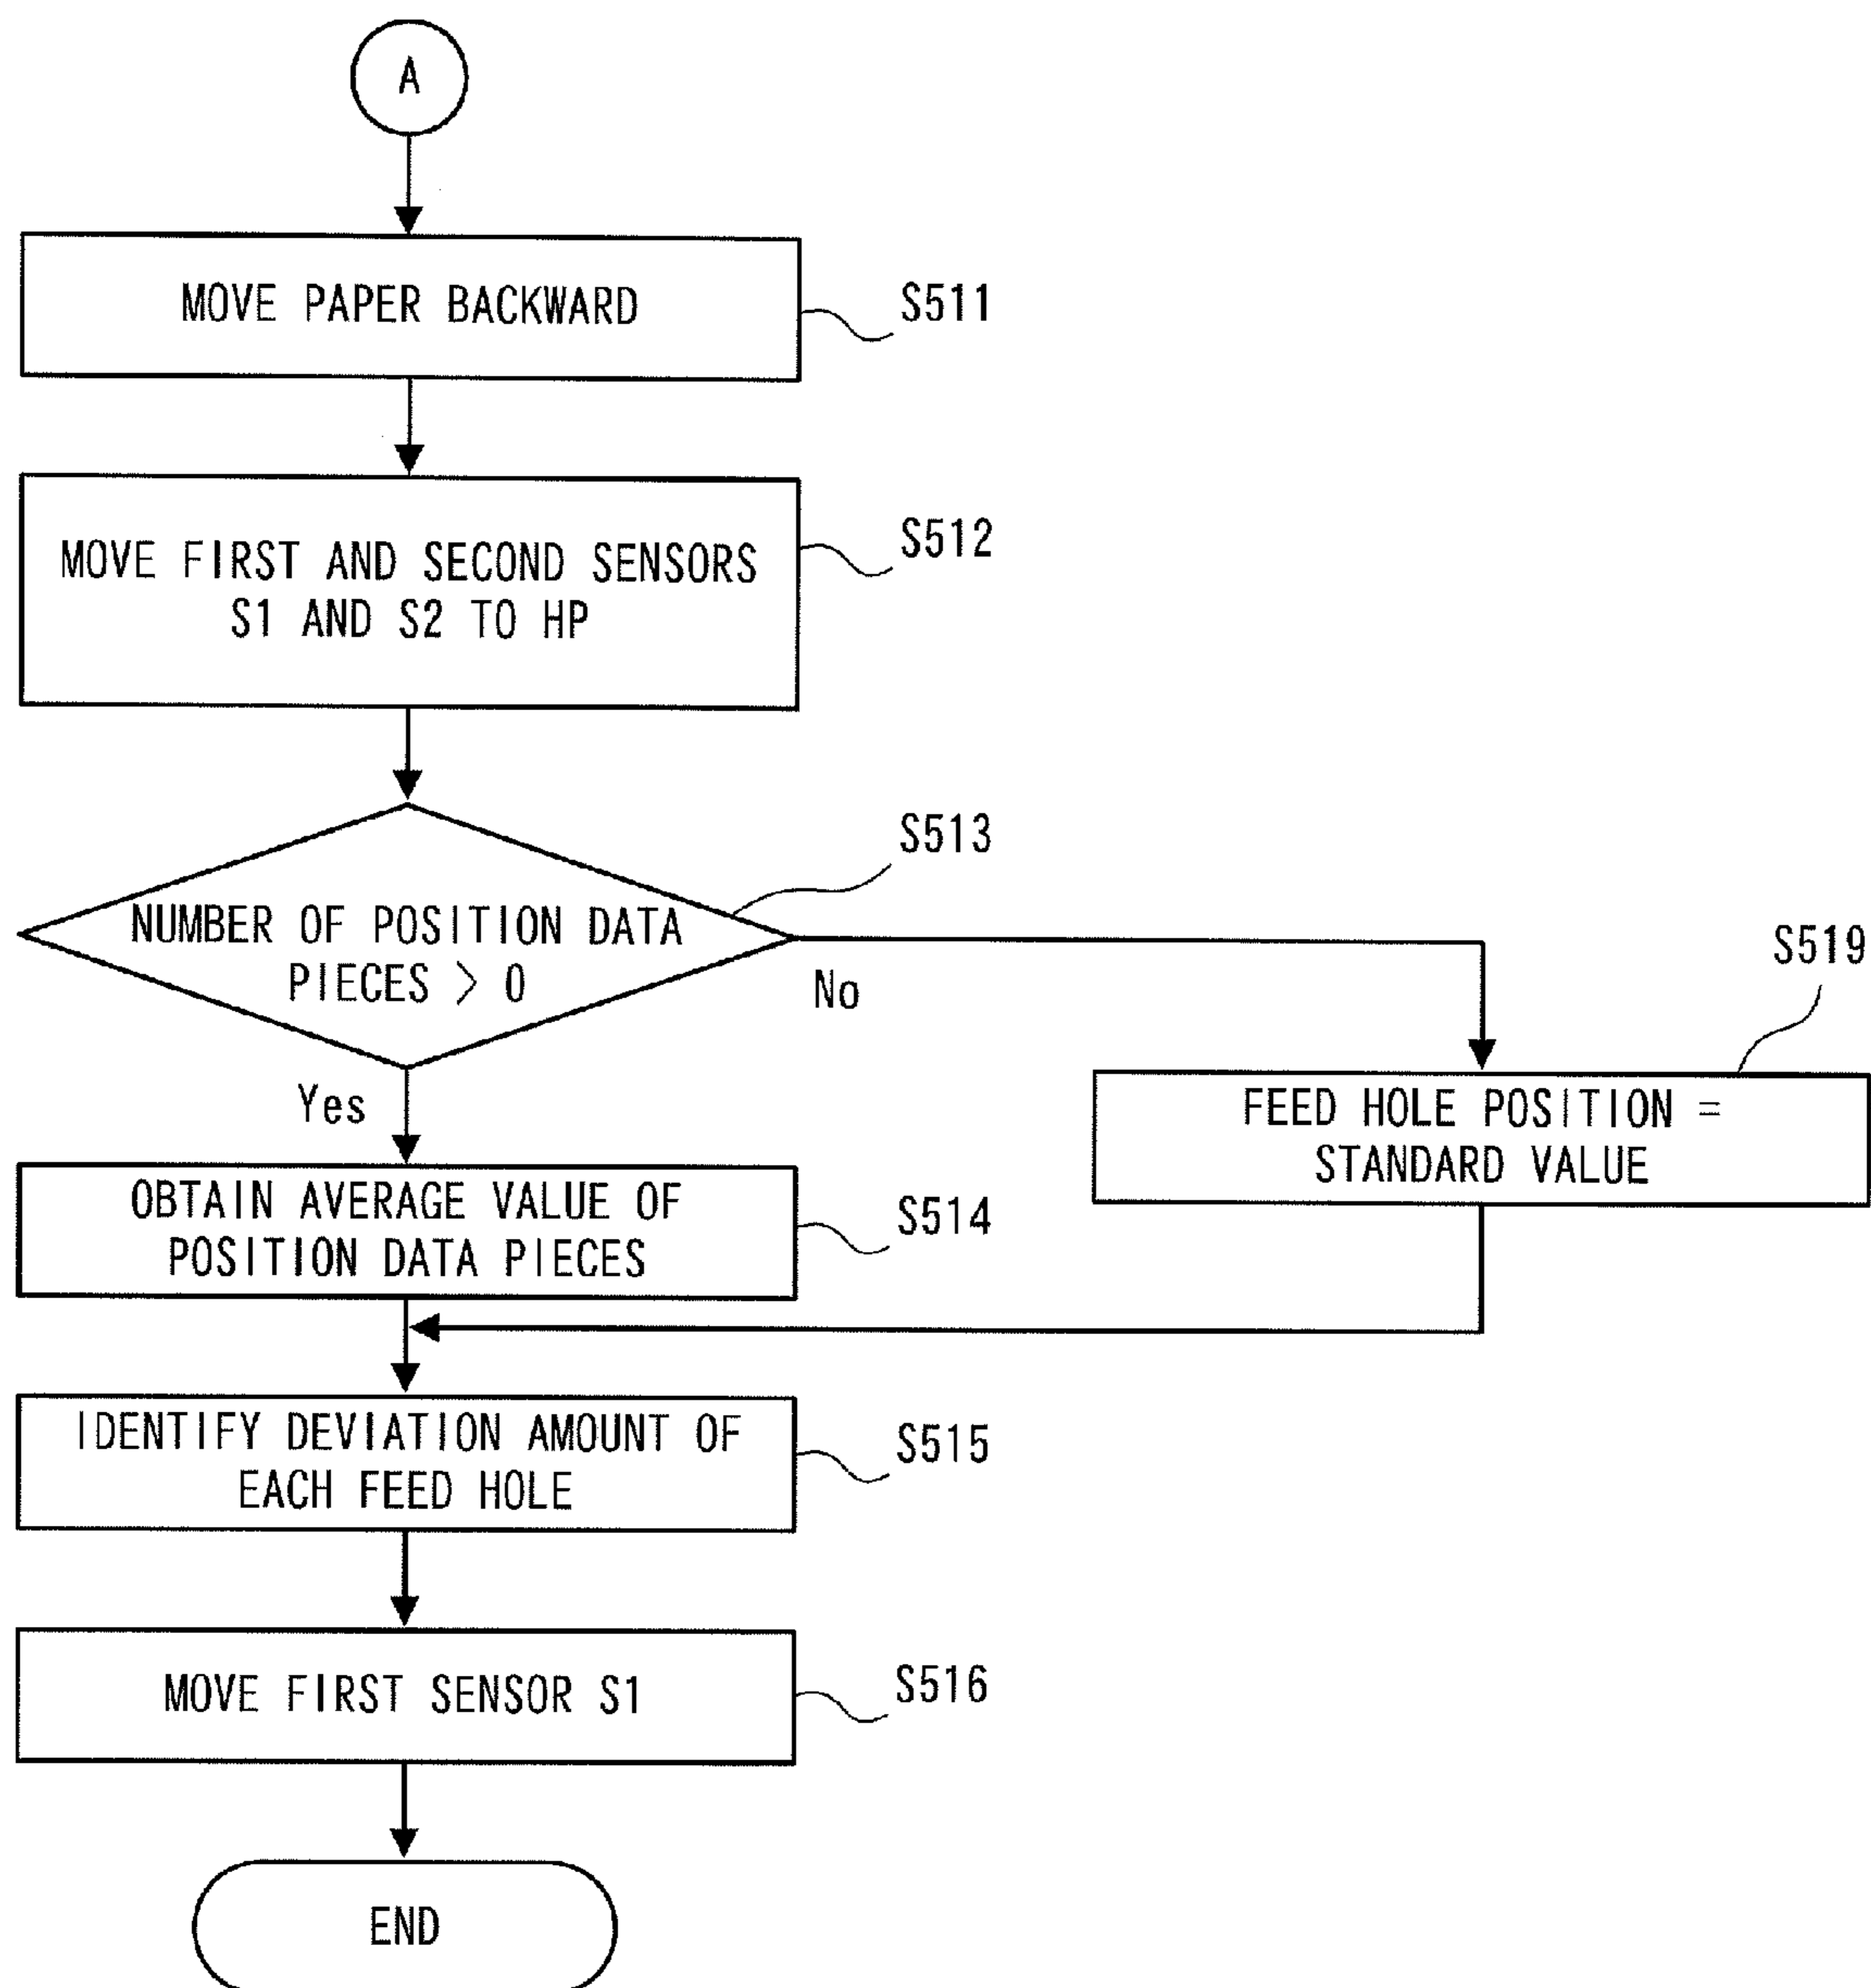 A
MOVE PAPER BACKWARD
S511
MOVE FIRST AND SECOND SENSORS
S1 AND S2 TO HP
S512
NUMBER OF POSITION DATA
PIECES > 0
S513
No
Yes
FEED HOLE POSITION =
STANDARD VALUE
S519
OBTAIN AVERAGE VALUE OF
POSITION DATA PIECES
S514
IDENTIFY DEVIATION AMOUNT OF
EACH FEED HOLE
S515
MOVE FIRST SENSOR S1
S516
END